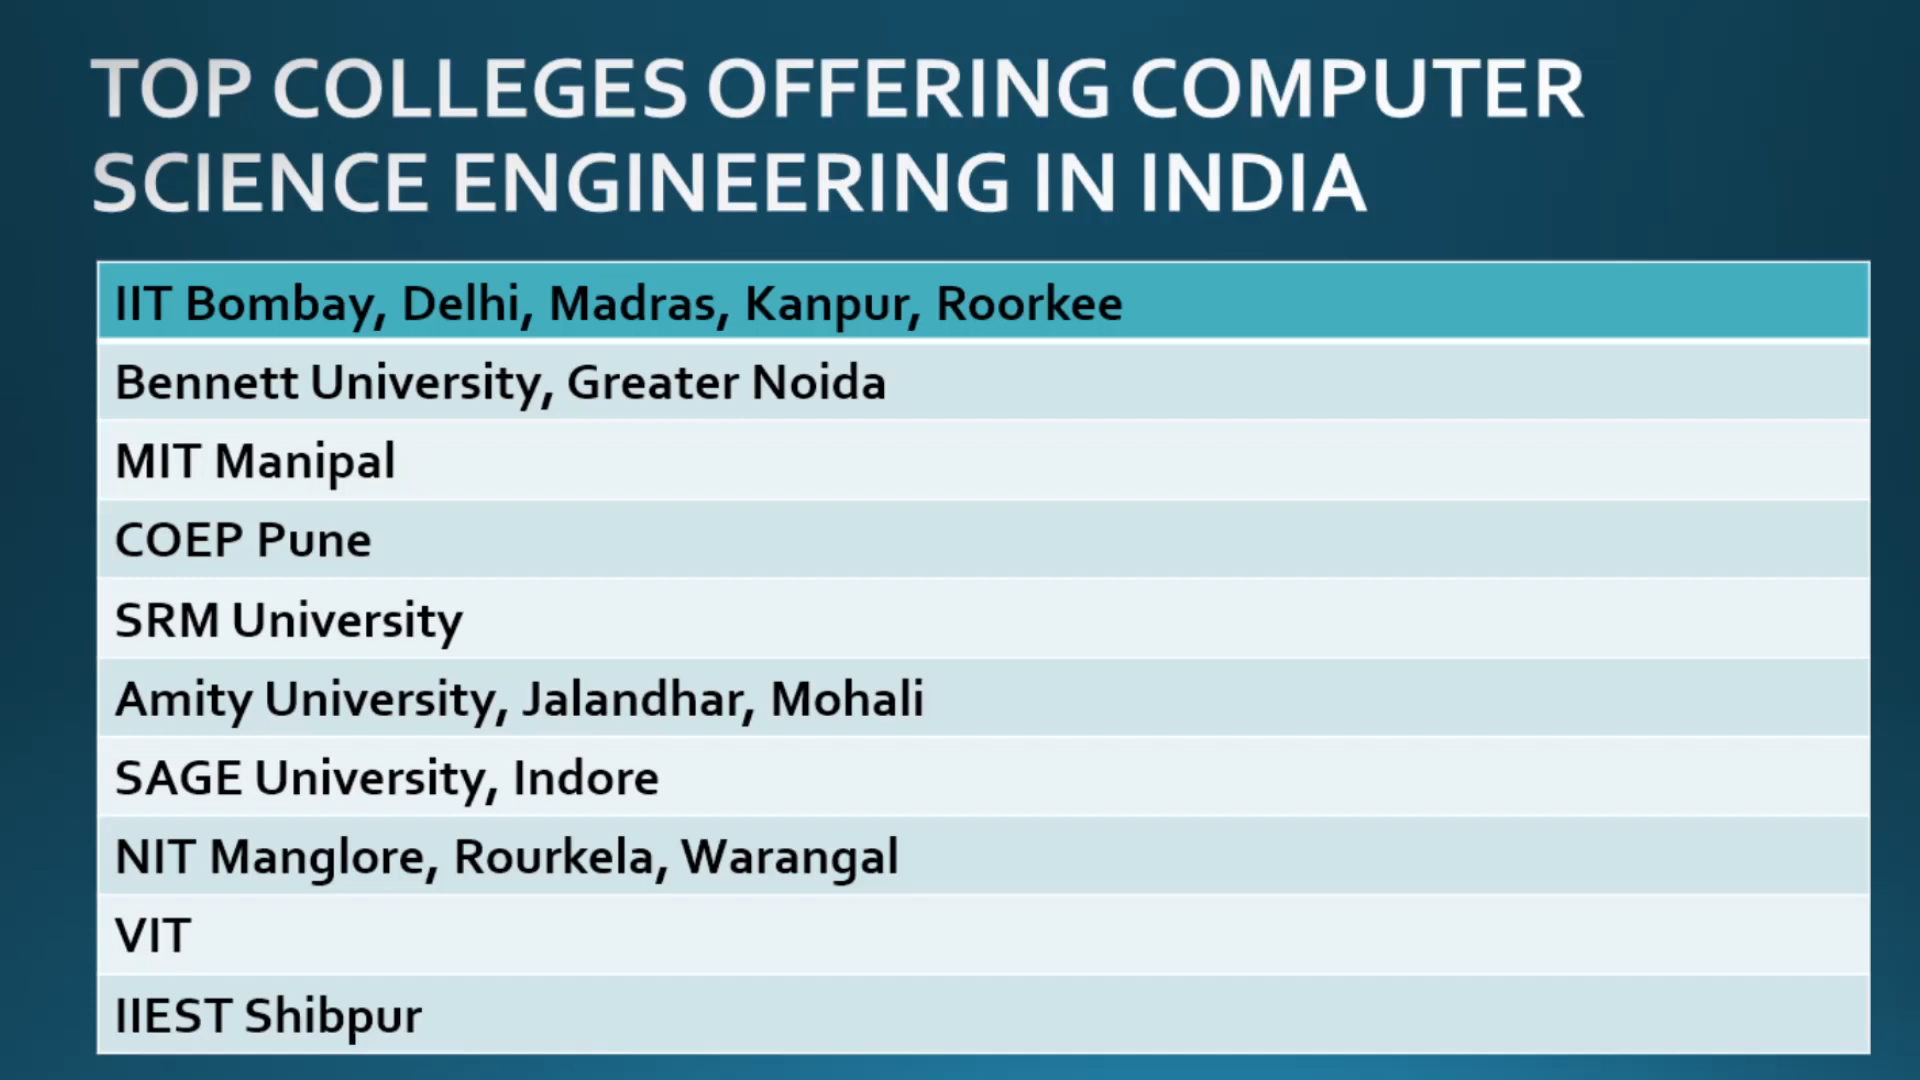 TOP COLLEGES OFFERING COMPUTER
SCIENCE ENGINEERING IN INDIA
IIT Bombay, Delhi, Madras, Kanpur, Roorkee
Bennett University, Greater Noida
MIT Manipal
COEP Pune
SRM University
Amity University, Jalandhar, Mohali
SAGE University, Indore
NIT Manglore, Rourkela, Warangal
VIT
IIEST Shibpur